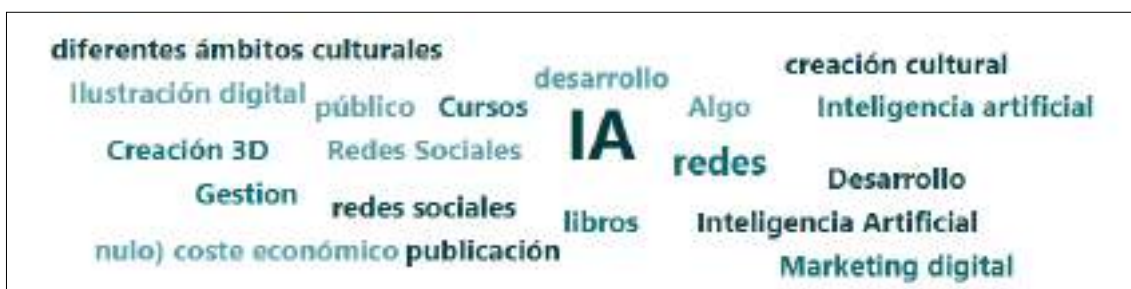 diferentes ámbitos culturales
creación cultural
desarrollo
Ilustración digital
público
Cursos
IA
Algo
Inteligencia artificial
Creación 3D
Redes Sociales
redes
Desarrollo
Gestion
redes sociales
libros
Inteligencia Artificial
nulo) coste económico
publicación
Marketing digital